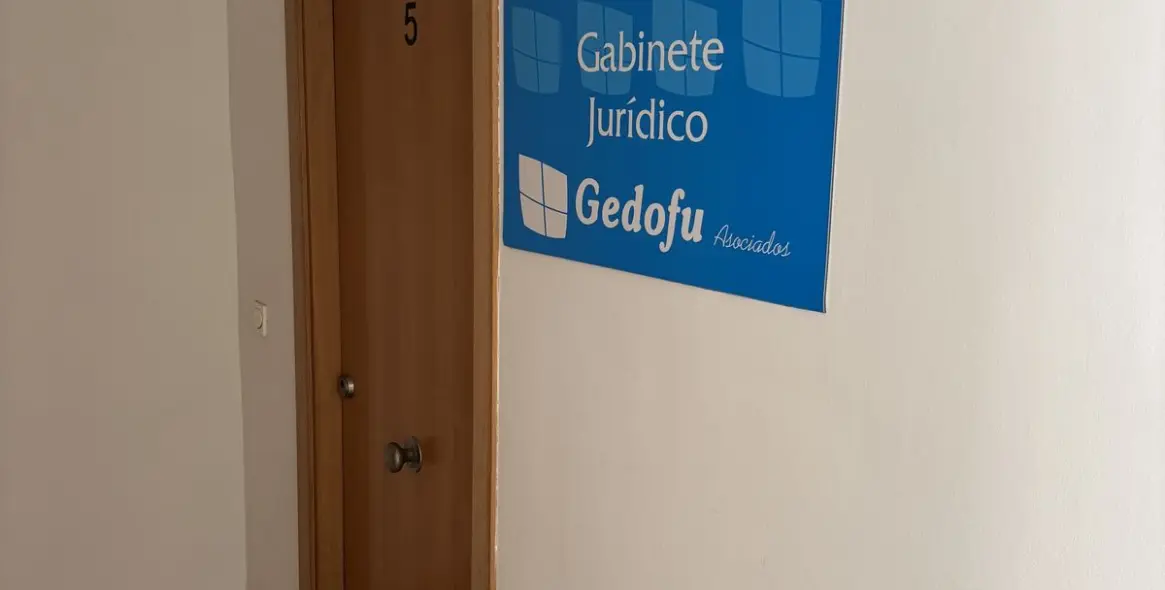 5
Gabinete
Jurídico
Gedofu Asociados